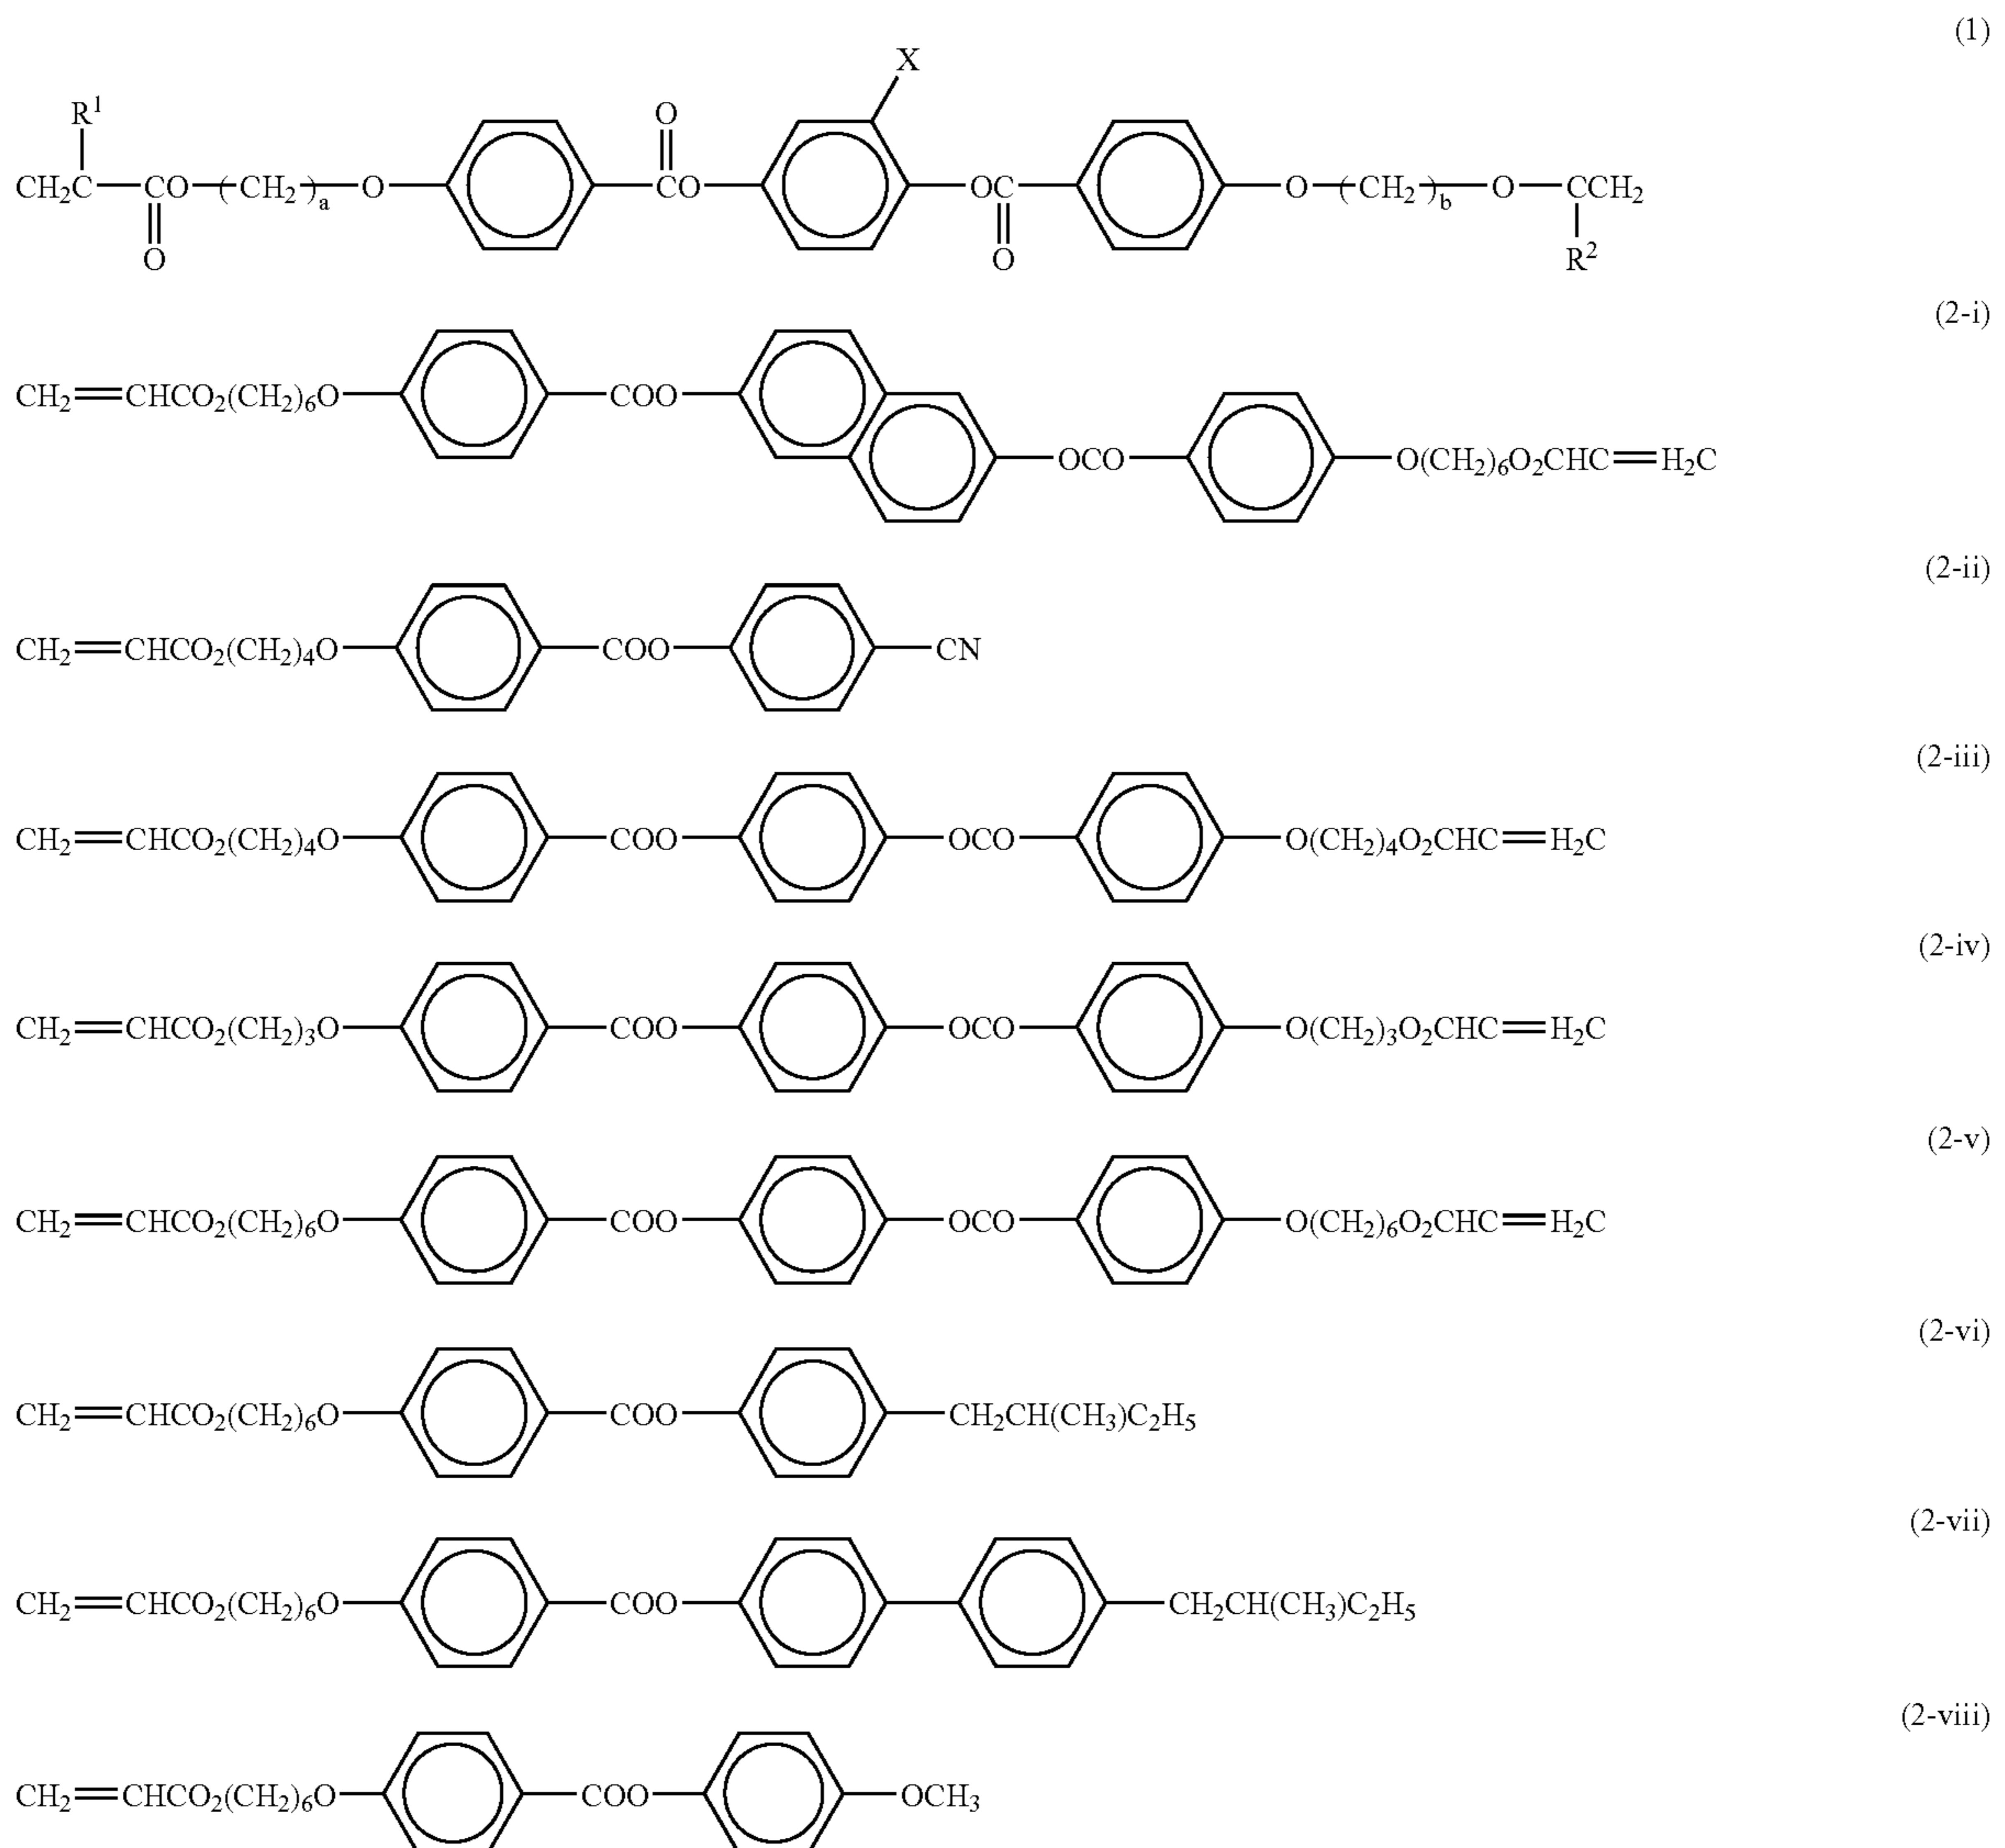 (1)
X
R¹ O
CH₂C CO (CH₂)ₐ O CO OC O (CH₂)b O CCH₂
O O R²
(2-i)
CH₂=CHCO₂(CH₂)₆O COO
OCO O(CH₂)₆O₂CHC=H₂C
(2-ii)
CH₂=CHCO₂(CH₂)₄O COO CN
(2-iii)
CH₂=CHCO₂(CH₂)₄O COO OCO O(CH₂)₄O₂CHC=H₂C
(2-iv)
CH₂=CHCO₂(CH₂)₃O COO OCO O(CH₂)₃O₂CHC=H₂C
(2-v)
CH₂=CHCO₂(CH₂)₆O COO OCO O(CH₂)₆O₂CHC=H₂C
(2-vi)
CH₂=CHCO₂(CH₂)₆O COO CH₂CH(CH₃)C₂H₅
(2-vii)
CH₂=CHCO₂(CH₂)₆O COO CH₂CH(CH₃)C₂H₅
(2-viii)
CH₂=CHCO₂(CH₂)₆O COO OCH₃